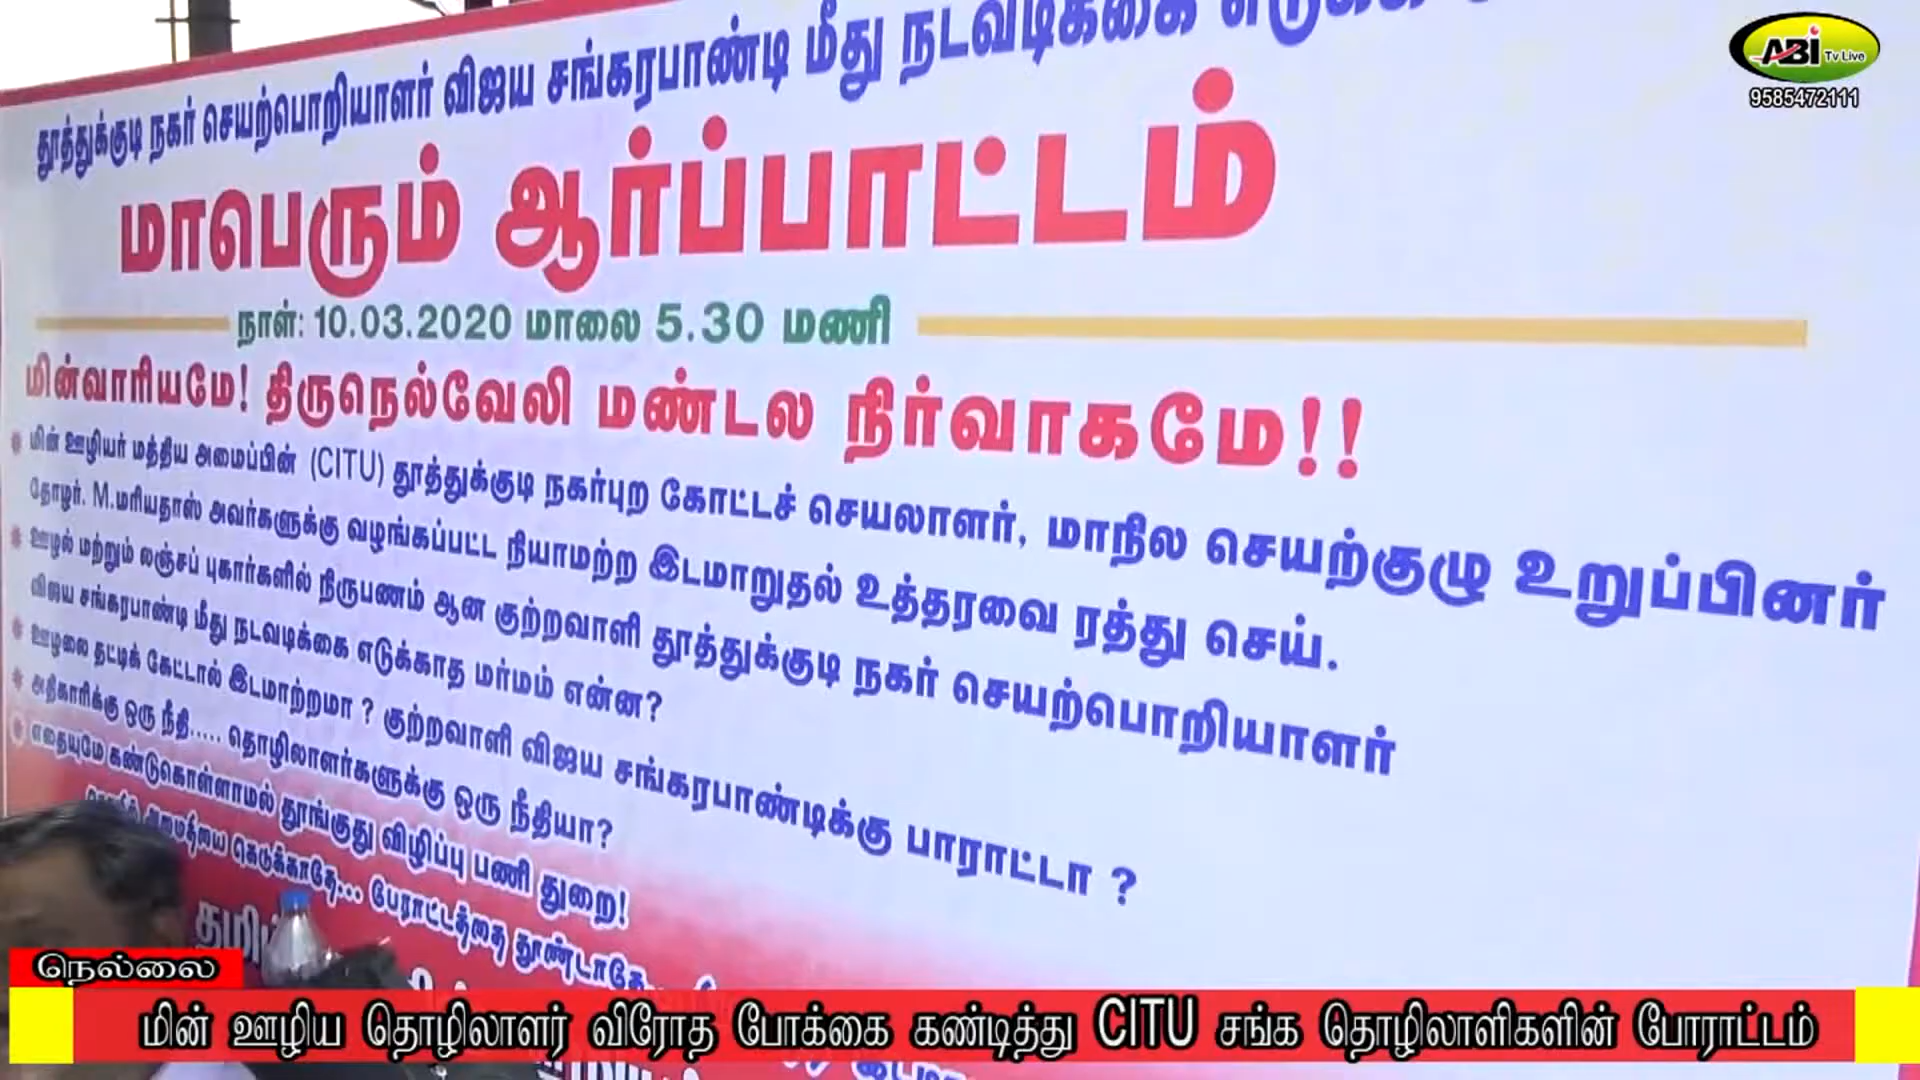 ABi Tv Live
9585472111
தூத்துக்குடி நகர் செயற்பொறியாளர் விஜய சங்கரபாண்டி மீது நடவடிக்கை எடுக்க
மாபெரும் ஆர்ப்பாட்டம்
நாள்: 10.03.2020 மாலை 5.30 மணி
மின்வாரியமே! திருநெல்வேலி மண்டல நிர்வாகமே!!
மின் ஊழியர் மத்திய அமைப்பின் (CITU) தூத்துக்குடி நகர்புற கோட்டச் செயலாளர், மாநில செயற்குழு உறுப்பினர்
தோழர். M.மரியதாஸ் அவர்களுக்கு வழங்கப்பட்ட நியாமற்ற இடமாறுதல் உத்தரவை ரத்து செய்.
ஊழல் மற்றும் லஞ்சப் புகார்களில் நிருபணம் ஆன குற்றவாளி தூத்துக்குடி நகர் செயற்பொறியாளர்
விஜய சங்கரபாண்டி மீது நடவடிக்கை எடுக்காத மர்மம் என்ன?
ஊழலை தட்டிக் கேட்டால் இடமாற்றமா ? குற்றவாளி விஜய சங்கரபாண்டிக்கு பாராட்டா ?
அதிகாரிக்கு ஒரு நீதி..... தொழிலாளர்களுக்கு ஒரு நீதியா?
எதையுமே கண்டுகொள்ளாமல் தூங்குது விழிப்பு பணி துறை!
தொழில் அமைதியை கெடுக்காதே... போராட்டத்தை தூண்டாதே
நெல்லை
மின் ஊழிய தொழிலாளர் விரோத போக்கை கண்டித்து CITU சங்க தொழிலாளிகளின் போராட்டம்